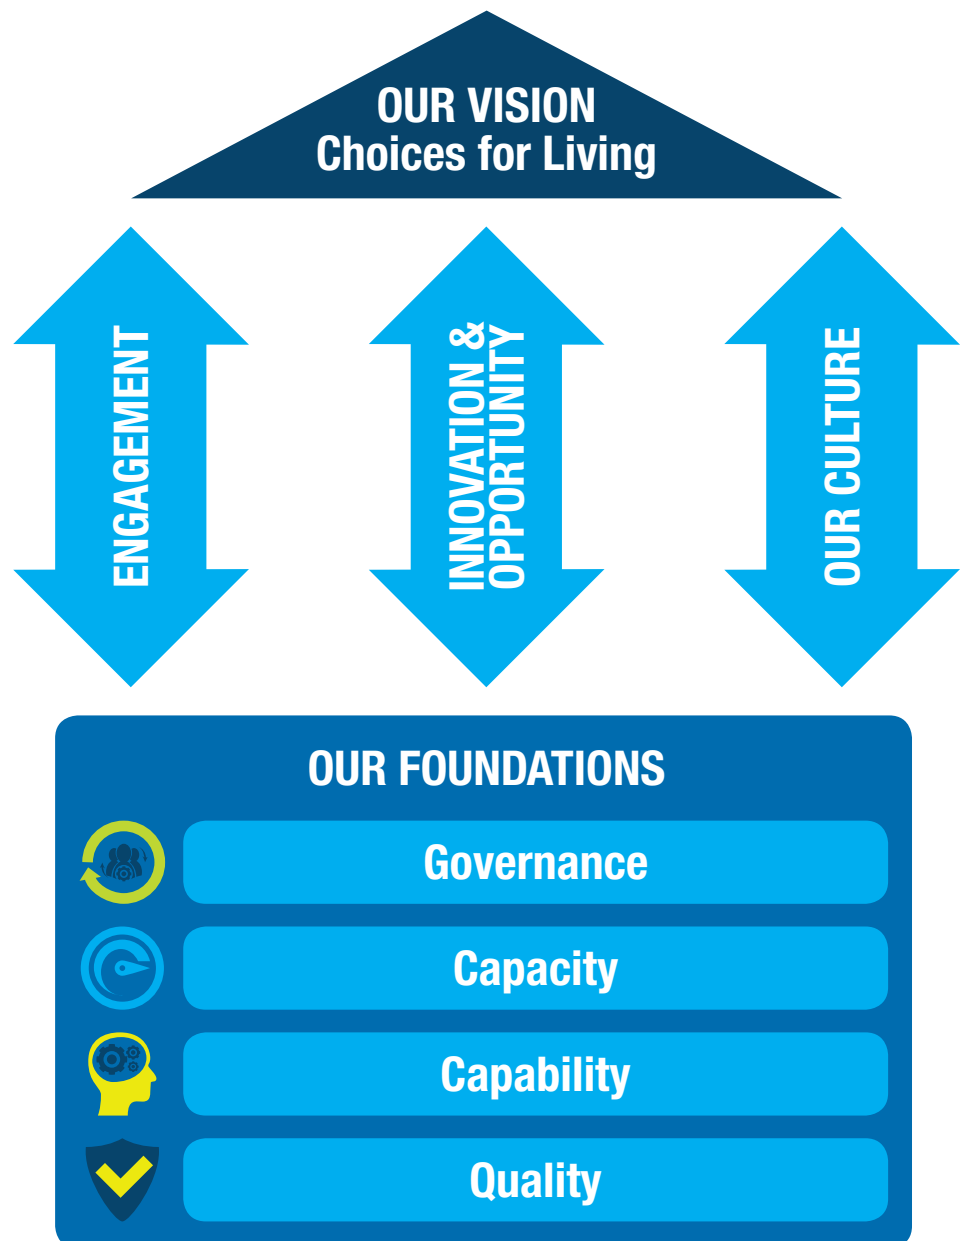 OUR VISION
Choices for Living
ENGAGEMENT
INNOVATION &
OPPORTUNITY
OUR CULTURE
OUR FOUNDATIONS
Governance
Capacity
Capability
Quality